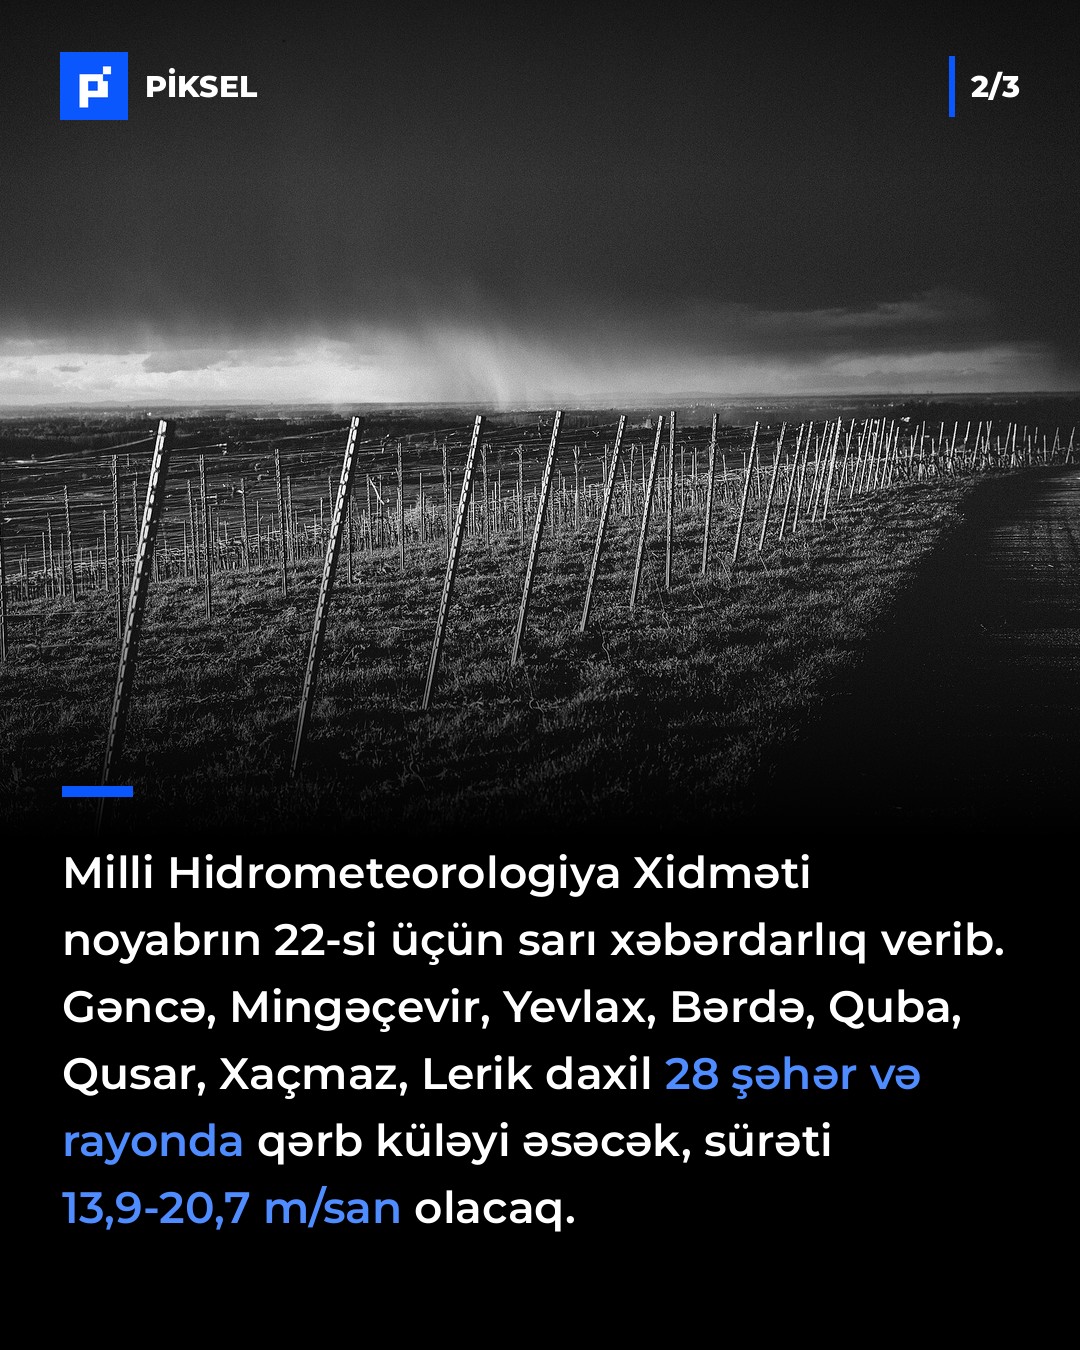 PİKSEL
2/3
Milli Hidrometeorologiya Xidməti
noyabrın 22-si üçün sarı xəbərdarlıq verib.
Gəncə, Mingəçevir, Yevlax, Bərdə, Quba,
Qusar, Xaçmaz, Lerik daxil 28 şəhər və
rayonda qərb küləyi əsəcək, sürəti
13,9-20,7 m/san olacaq.